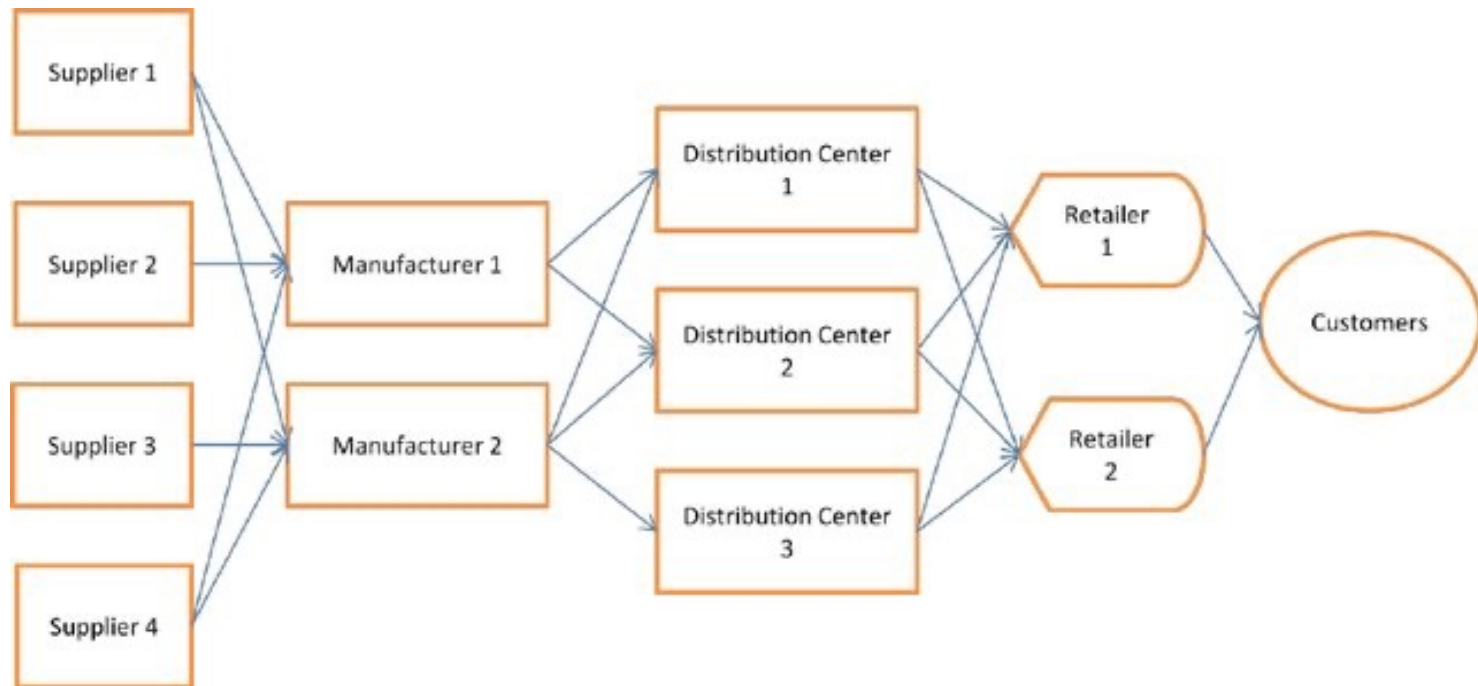 Supplier 1
Supplier 2
Supplier 3
Supplier 4
Manufacturer 1
Manufacturer 2
Distribution Center
1
Distribution Center
2
Distribution Center
3
Retailer
1
Retailer
2
Customers